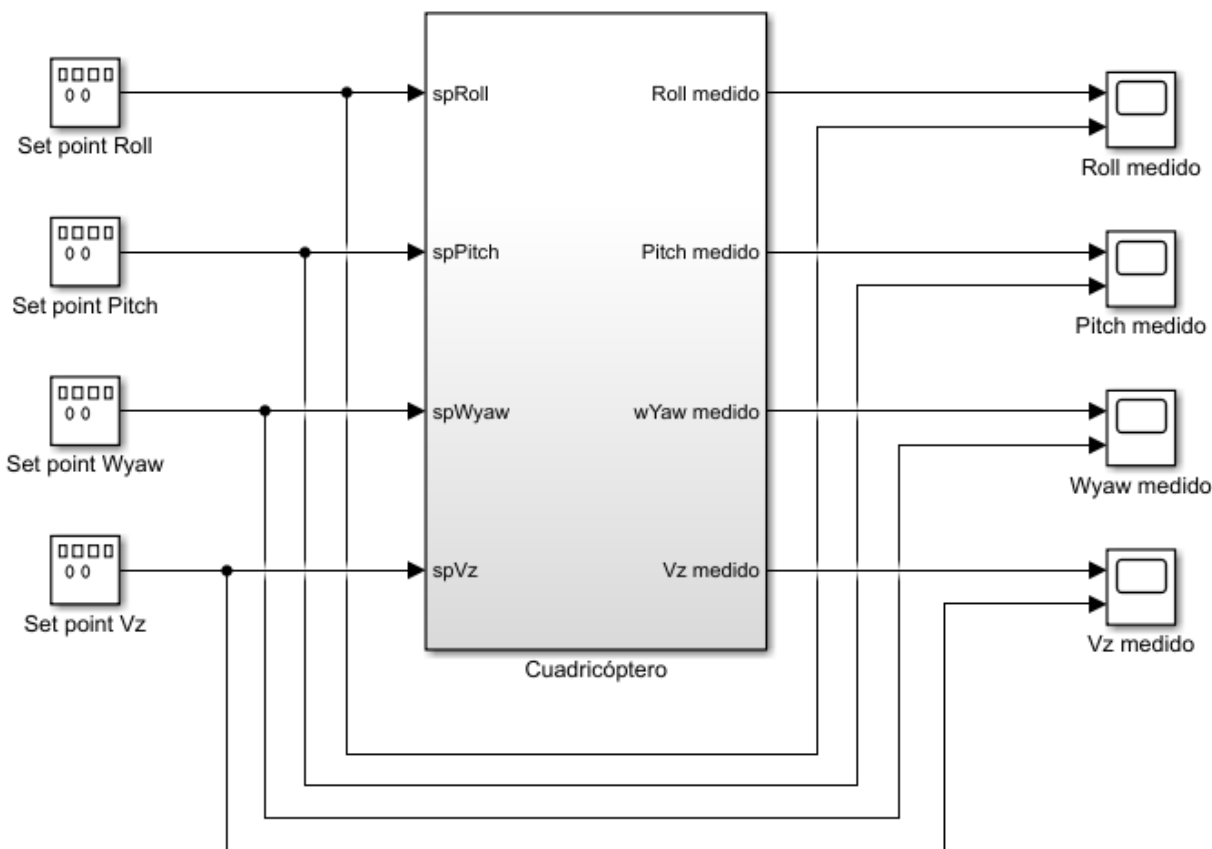 spRoll
Roll medido
Set point Roll
Roll medido
spPitch
Pitch medido
Set point Pitch
Pitch medido
spWyaw
wYaw medido
Set point Wyaw
Wyaw medido
spVz
Vz medido
Set point Vz
Vz medido
Cuadricóptero